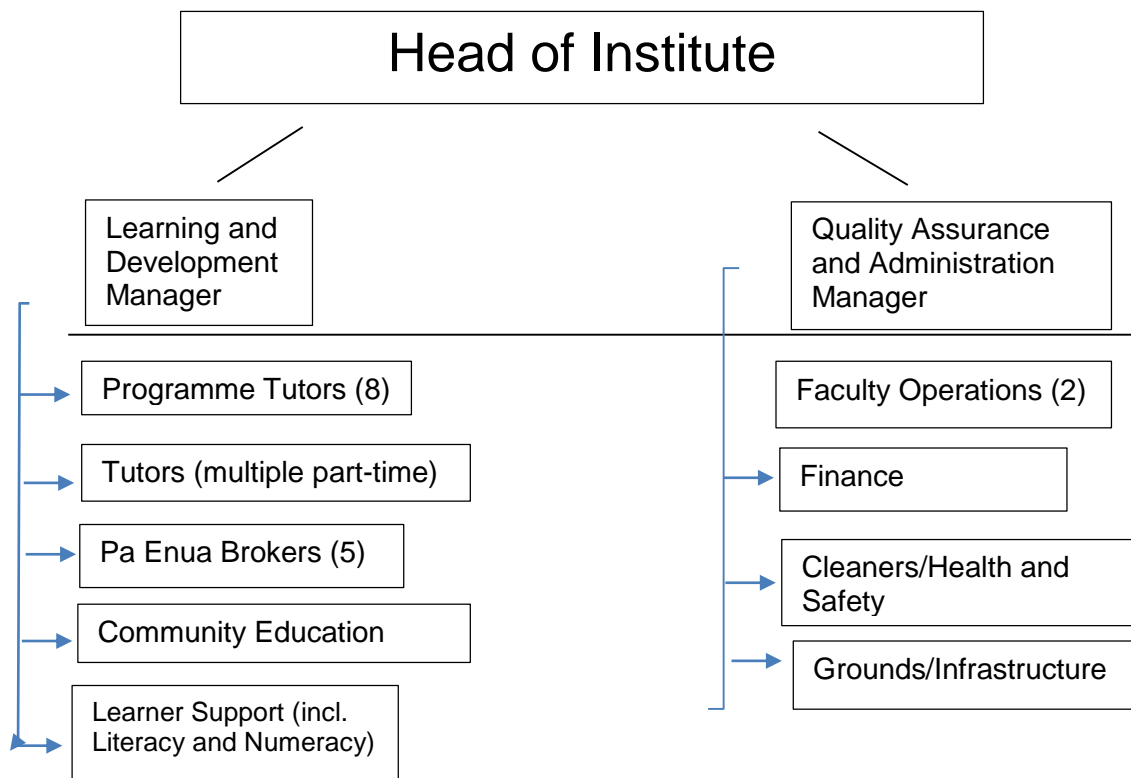 Head of Institute
Learning and
Development
Manager
Quality Assurance
and Administration
Manager
Programme Tutors (8)
Tutors (multiple part-time)
Pa Enua Brokers (5)
Community Education
Learner Support (incl.
Literacy and Numeracy)
Faculty Operations (2)
Finance
Cleaners/Health and
Safety
Grounds/Infrastructure